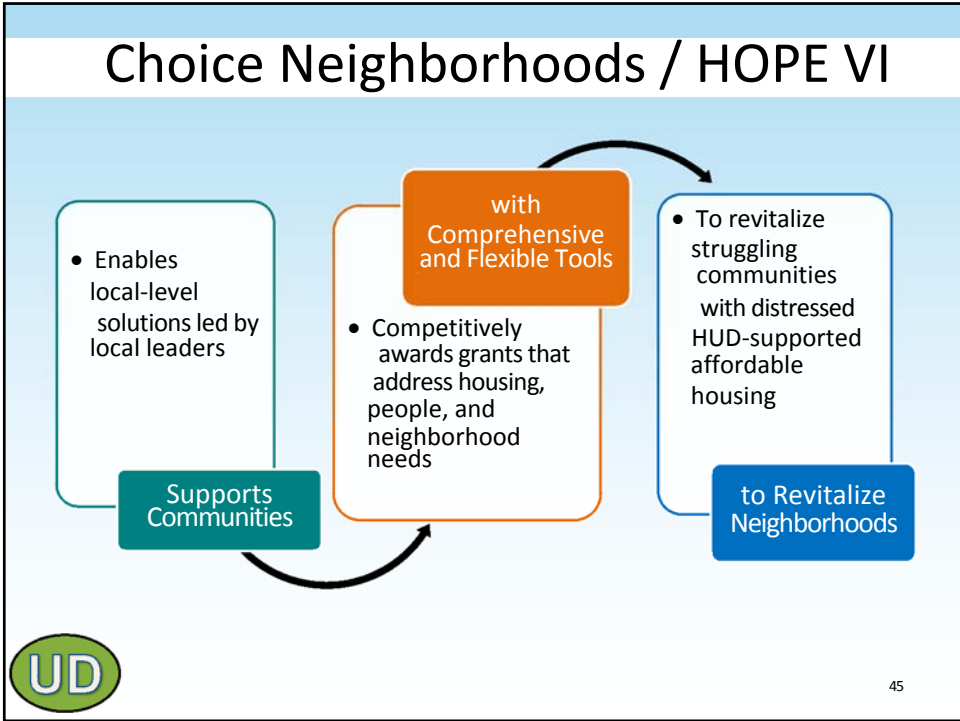 Choice Neighborhoods / HOPE VI
• Enables
local-level
solutions led by
local leaders
Supports
Communities
with
Comprehensive
and Flexible Tools
• Competitively
awards grants that
address housing,
people, and
neighborhood
needs
• To revitalize
struggling
communities
with distressed
HUD-supported
affordable
housing
to Revitalize
Neighborhoods
UD
45